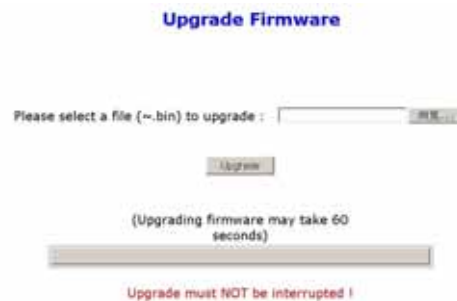 Upgrade Firmware
Please select a file (~.bin) to upgrade :
Upgrade
(Upgrading firmware may take 60
seconds)
Upgrade must NOT be interrupted !